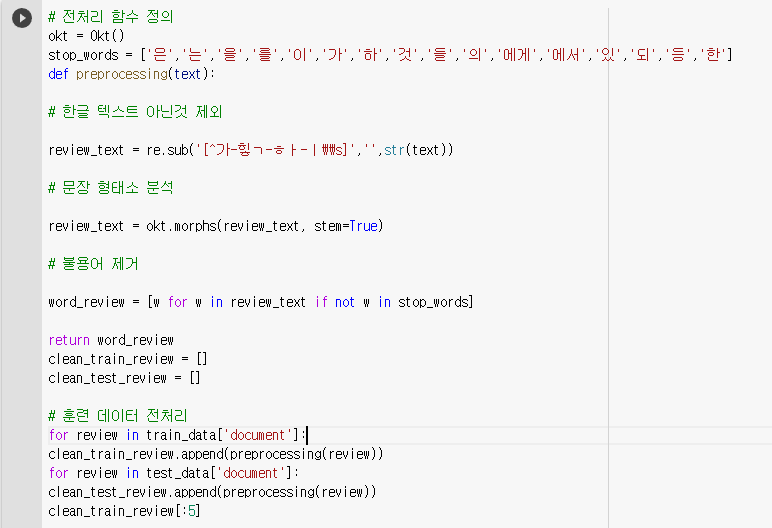 # 전처리 함수 정의
okt = Okt()
stop_words = ['은','는','을','를','이','가','하','것','들','의','에게','에서','있','되','등','한']
def preprocessing(text):
# 한글 텍스트 아닌것 제외
review_text = re.sub('[^가-힣ㄱ-ㅎㅏ-ㅣ₩₩s]','',str(text))
# 문장 형태소 분석
review_text = okt.morphs(review_text, stem=True)
# 불용어 제거
word_review = [w for w in review_text if not w in stop_words]
return word_review
clean_train_review = []
clean_test_review = []
# 훈련 데이터 전처리
for review in train_data['document']:
clean_train_review.append(preprocessing(review))
for review in test_data['document']:
clean_test_review.append(preprocessing(review))
clean_train_review[:5]